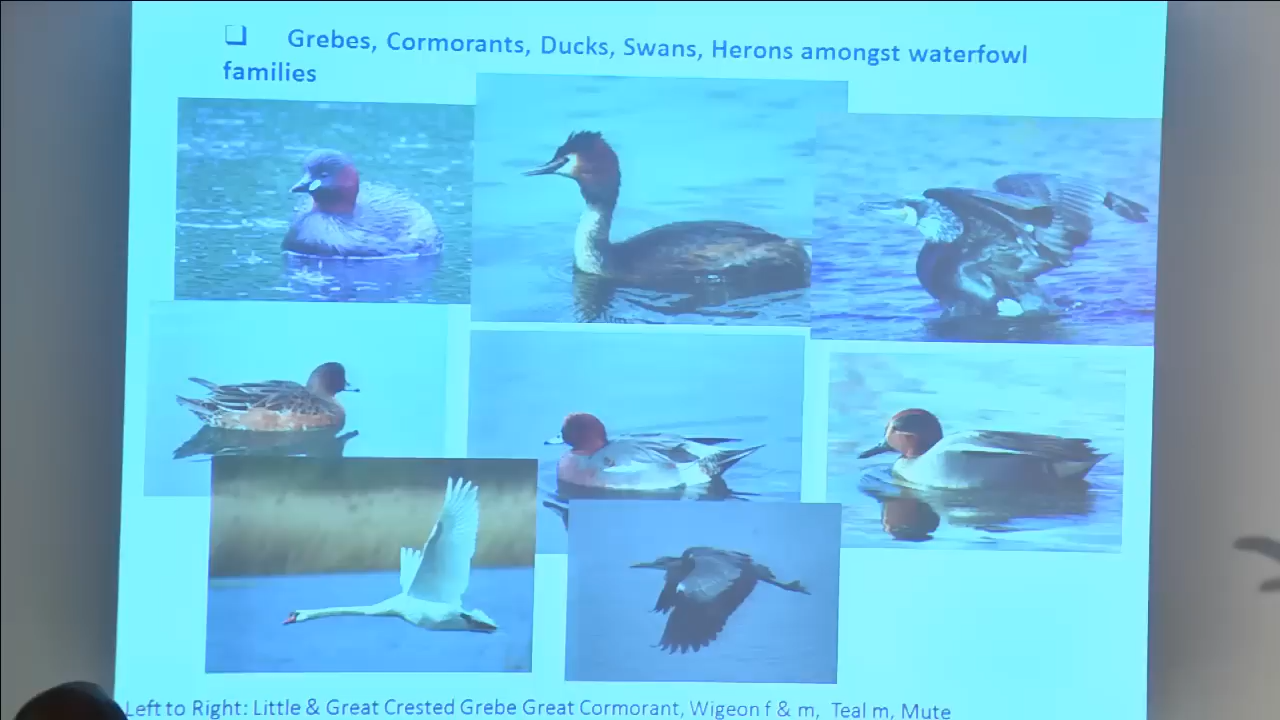 Grebes, Cormorants, Ducks, Swans, Herons amongst waterfowl
families
Left to Right: Little & Great Crested Grebe Great Cormorant, Wigeon f & m, Teal m, Mute